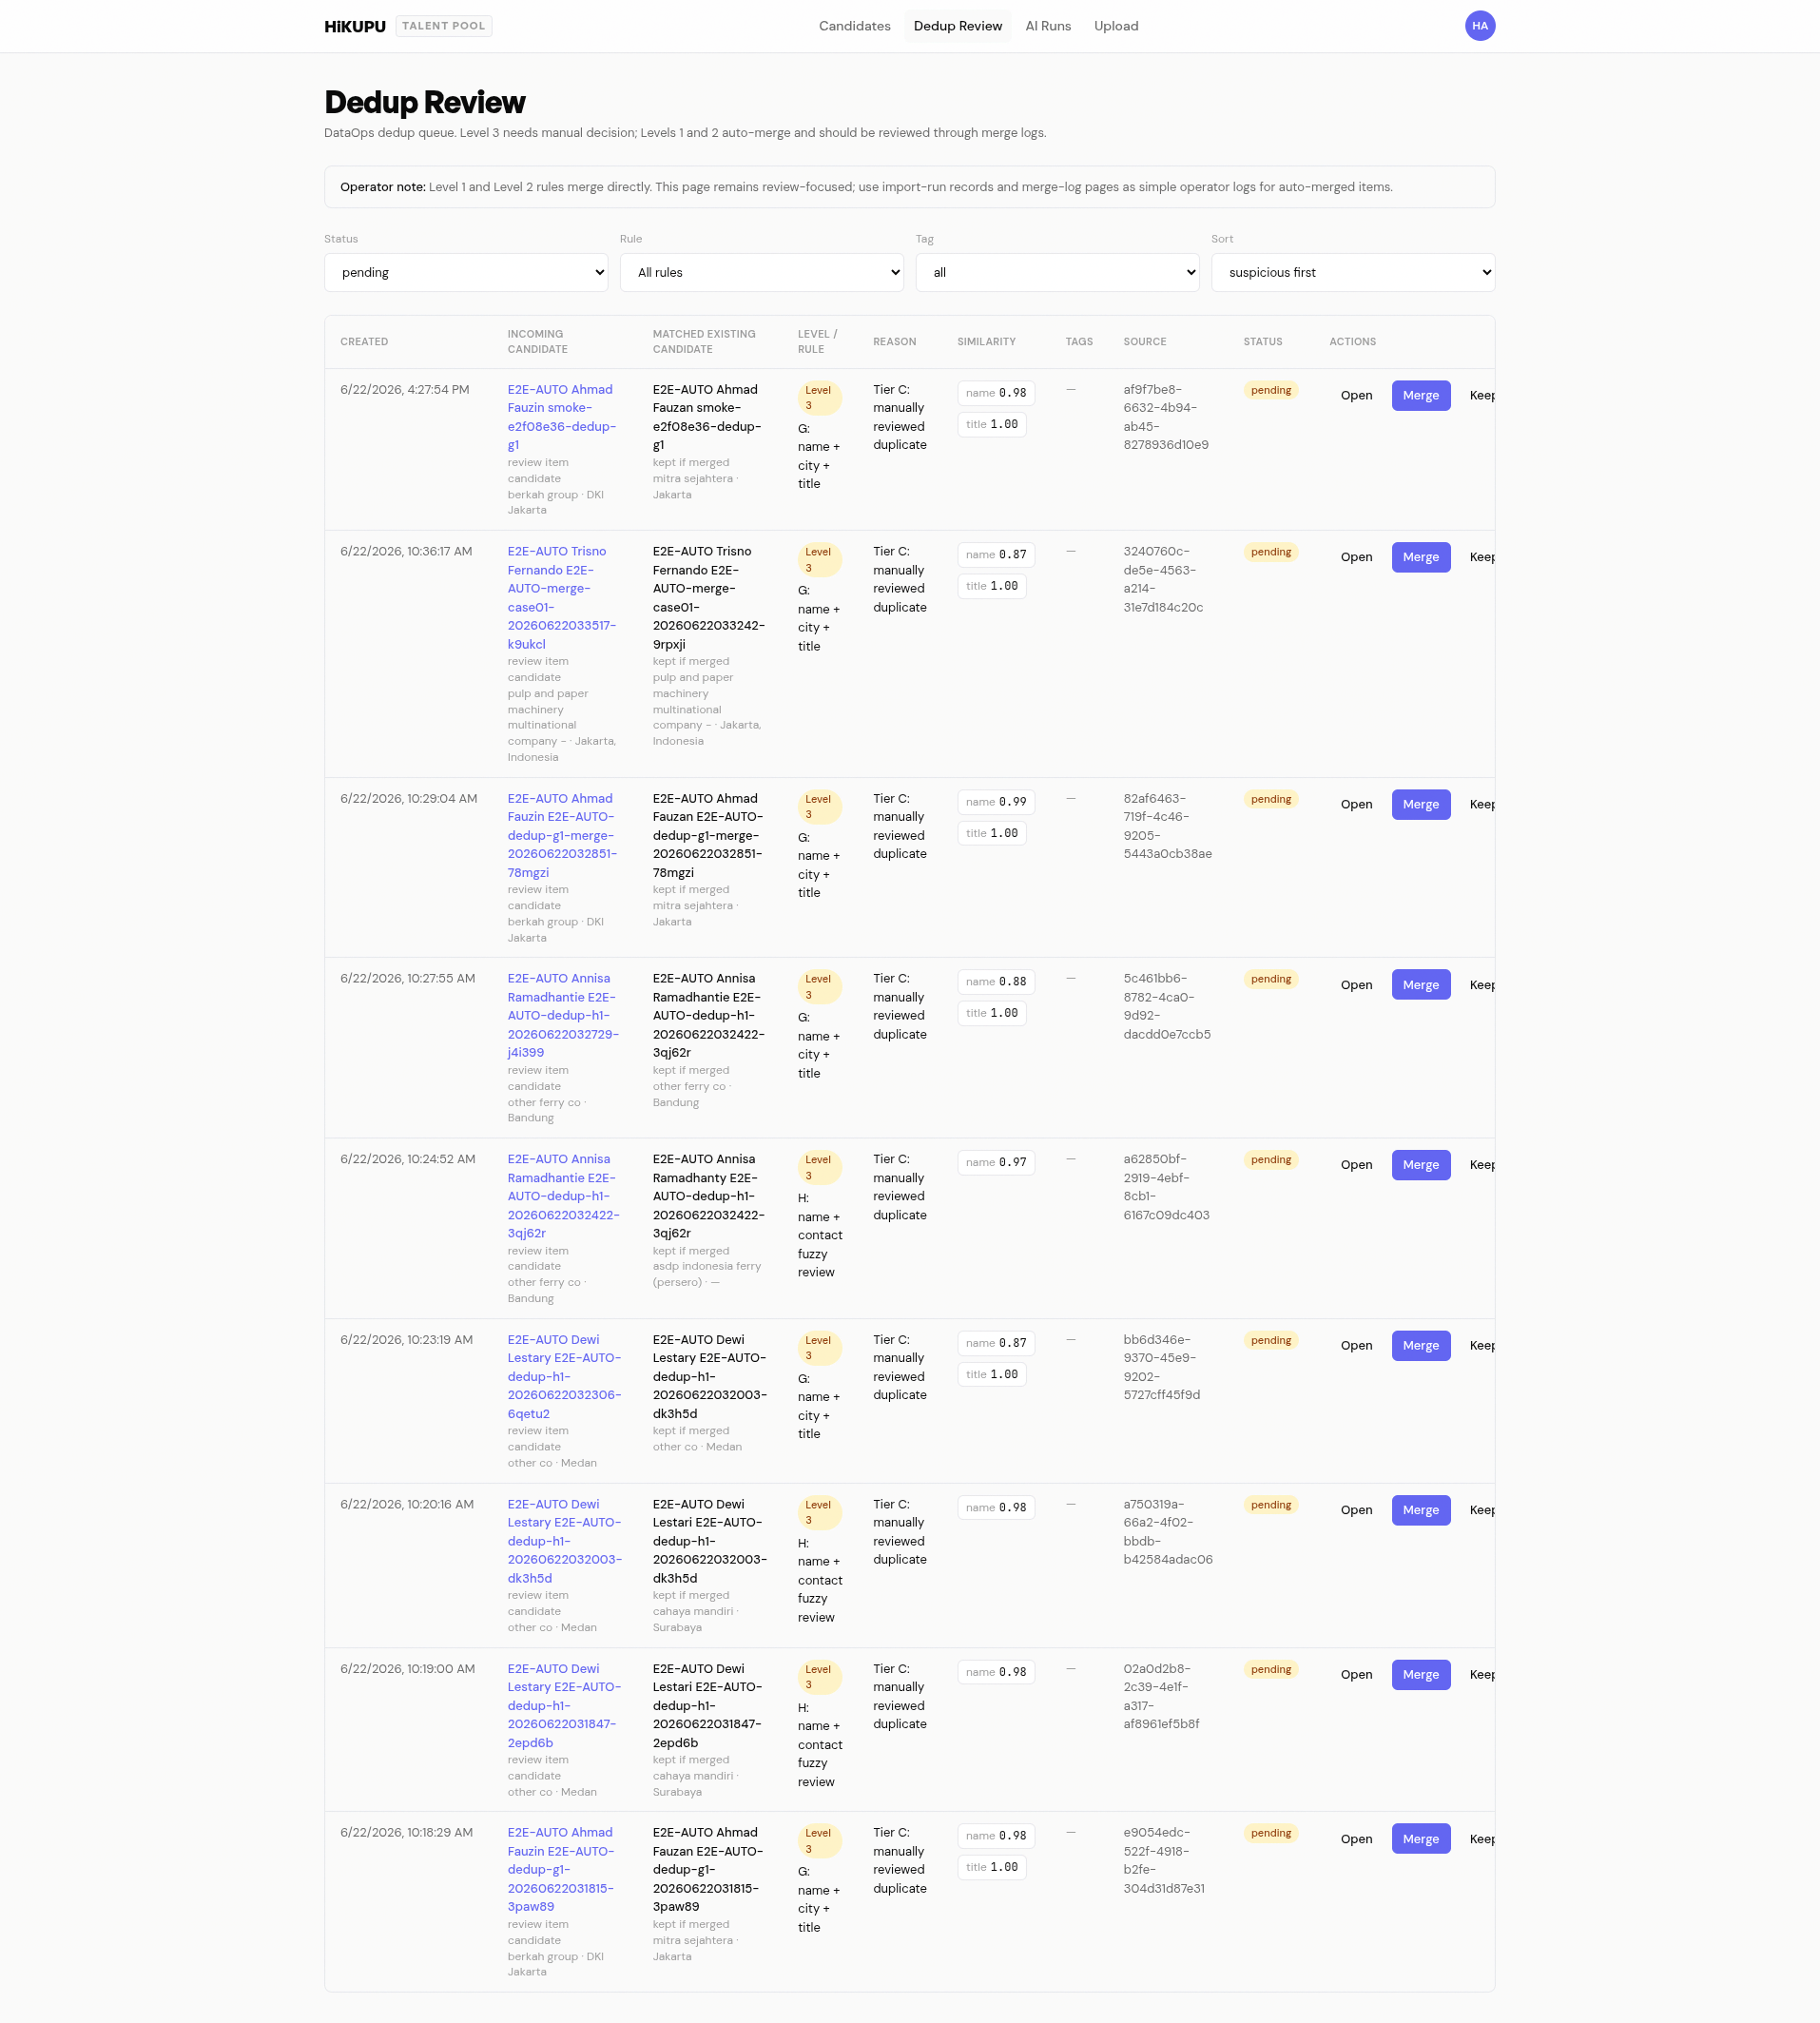 HiKUPU TALENT POOL Candidates Dedup Review AI Runs Upload HA
Dedup Review
DataOps dedup queue. Level 3 needs manual decision; Levels 1 and 2 auto-merge and should be reviewed through merge logs.
Operator note: Level 1 and Level 2 rules merge directly. This page remains review-focused; use import-run records and merge-log pages as simple operator logs for auto-merged items.
Status
pending
Rule
All rules
Tag
all
Sort
suspicious first
CREATED
INCOMING
CANDIDATE
MATCHED EXISTING
CANDIDATE
LEVEL /
RULE
REASON
SIMILARITY
TAGS
SOURCE
STATUS
ACTIONS
6/22/2026, 4:27:54 PM
E2E-AUTO Ahmad
Fauzin smoke-
e2f08e36-dedup-
g1
review item
candidate
berkah group · DKI
Jakarta
E2E-AUTO Ahmad
Fauzan smoke-
e2f08e36-dedup-
g1
kept if merged
mitra sejahtera ·
Jakarta
Level
3
G:
name +
city +
title
Tier C:
manually
reviewed
duplicate
name 0.98
title 1.00
—
af9f7be8-
6632-4b94-
ab45-
8278936d10e9
pending
Open
Merge
Keep
6/22/2026, 10:36:17 AM
E2E-AUTO Trisno
Fernando E2E-
AUTO-merge-
case01-
20260622033517-
k9ukcl
review item
candidate
pulp and paper
machinery
multinational
company - · Jakarta,
Indonesia
E2E-AUTO Trisno
Fernando E2E-
AUTO-merge-
case01-
20260622033242-
9rpxji
kept if merged
pulp and paper
machinery
multinational
company - · Jakarta,
Indonesia
Level
3
G:
name +
city +
title
Tier C:
manually
reviewed
duplicate
name 0.87
title 1.00
—
3240760c-
de5e-4563-
a214-
31e7d184c20c
pending
Open
Merge
Keep
6/22/2026, 10:29:04 AM
E2E-AUTO Ahmad
Fauzin E2E-AUTO-
dedup-g1-merge-
20260622032851-
78mgzi
review item
candidate
berkah group · DKI
Jakarta
E2E-AUTO Ahmad
Fauzan E2E-AUTO-
dedup-g1-merge-
20260622032851-
78mgzi
kept if merged
mitra sejahtera ·
Jakarta
Level
3
G:
name +
city +
title
Tier C:
manually
reviewed
duplicate
name 0.99
title 1.00
—
82af6463-
719f-4c46-
9205-
5443a0cb38ae
pending
Open
Merge
Keep
6/22/2026, 10:27:55 AM
E2E-AUTO Annisa
Ramadhantie E2E-
AUTO-dedup-h1-
20260622032729-
j4i399
review item
candidate
other ferry co ·
Bandung
E2E-AUTO Annisa
Ramadhantie E2E-
AUTO-dedup-h1-
20260622032422-
3qj62r
kept if merged
other ferry co ·
Bandung
Level
3
G:
name +
city +
title
Tier C:
manually
reviewed
duplicate
name 0.88
title 1.00
—
5c461bb6-
8782-4ca0-
9d92-
dacdd0e7ccb5
pending
Open
Merge
Keep
6/22/2026, 10:24:52 AM
E2E-AUTO Annisa
Ramadhantie E2E-
AUTO-dedup-h1-
20260622032422-
3qj62r
review item
candidate
other ferry co ·
Bandung
E2E-AUTO Annisa
Ramadhanty E2E-
AUTO-dedup-h1-
20260622032422-
3qj62r
kept if merged
asdp indonesia ferry
(persero) · —
Level
3
H:
name +
contact
fuzzy
review
Tier C:
manually
reviewed
duplicate
name 0.97
—
a62850bf-
2919-4ebf-
8cb1-
6167c09dc403
pending
Open
Merge
Keep
6/22/2026, 10:23:19 AM
E2E-AUTO Dewi
Lestary E2E-AUTO-
dedup-h1-
20260622032306-
6qetu2
review item
candidate
other co · Medan
E2E-AUTO Dewi
Lestary E2E-AUTO-
dedup-h1-
20260622032003-
dk3h5d
kept if merged
other co · Medan
Level
3
G:
name +
city +
title
Tier C:
manually
reviewed
duplicate
name 0.87
title 1.00
—
bb6d346e-
9370-45e9-
9202-
5727cff45f9d
pending
Open
Merge
Keep
6/22/2026, 10:20:16 AM
E2E-AUTO Dewi
Lestary E2E-AUTO-
dedup-h1-
20260622032003-
dk3h5d
review item
candidate
other co · Medan
E2E-AUTO Dewi
Lestari E2E-AUTO-
dedup-h1-
20260622032003-
dk3h5d
kept if merged
cahaya mandiri ·
Surabaya
Level
3
H:
name +
contact
fuzzy
review
Tier C:
manually
reviewed
duplicate
name 0.98
—
a750319a-
66a2-4f02-
bbdb-
b42584adac06
pending
Open
Merge
Keep
6/22/2026, 10:19:00 AM
E2E-AUTO Dewi
Lestary E2E-AUTO-
dedup-h1-
20260622031847-
2epd6b
review item
candidate
other co · Medan
E2E-AUTO Dewi
Lestari E2E-AUTO-
dedup-h1-
20260622031847-
2epd6b
kept if merged
cahaya mandiri ·
Surabaya
Level
3
H:
name +
contact
fuzzy
review
Tier C:
manually
reviewed
duplicate
name 0.98
—
02a0d2b8-
2c39-4e1f-
a317-
af8961ef5b8f
pending
Open
Merge
Keep
6/22/2026, 10:18:29 AM
E2E-AUTO Ahmad
Fauzin E2E-AUTO-
dedup-g1-
20260622031815-
3paw89
review item
candidate
berkah group · DKI
Jakarta
E2E-AUTO Ahmad
Fauzan E2E-AUTO-
dedup-g1-
20260622031815-
3paw89
kept if merged
mitra sejahtera ·
Jakarta
Level
3
G:
name +
city +
title
Tier C:
manually
reviewed
duplicate
name 0.98
title 1.00
—
e9054edc-
522f-4918-
b2fe-
304d31d87e31
pending
Open
Merge
Keep